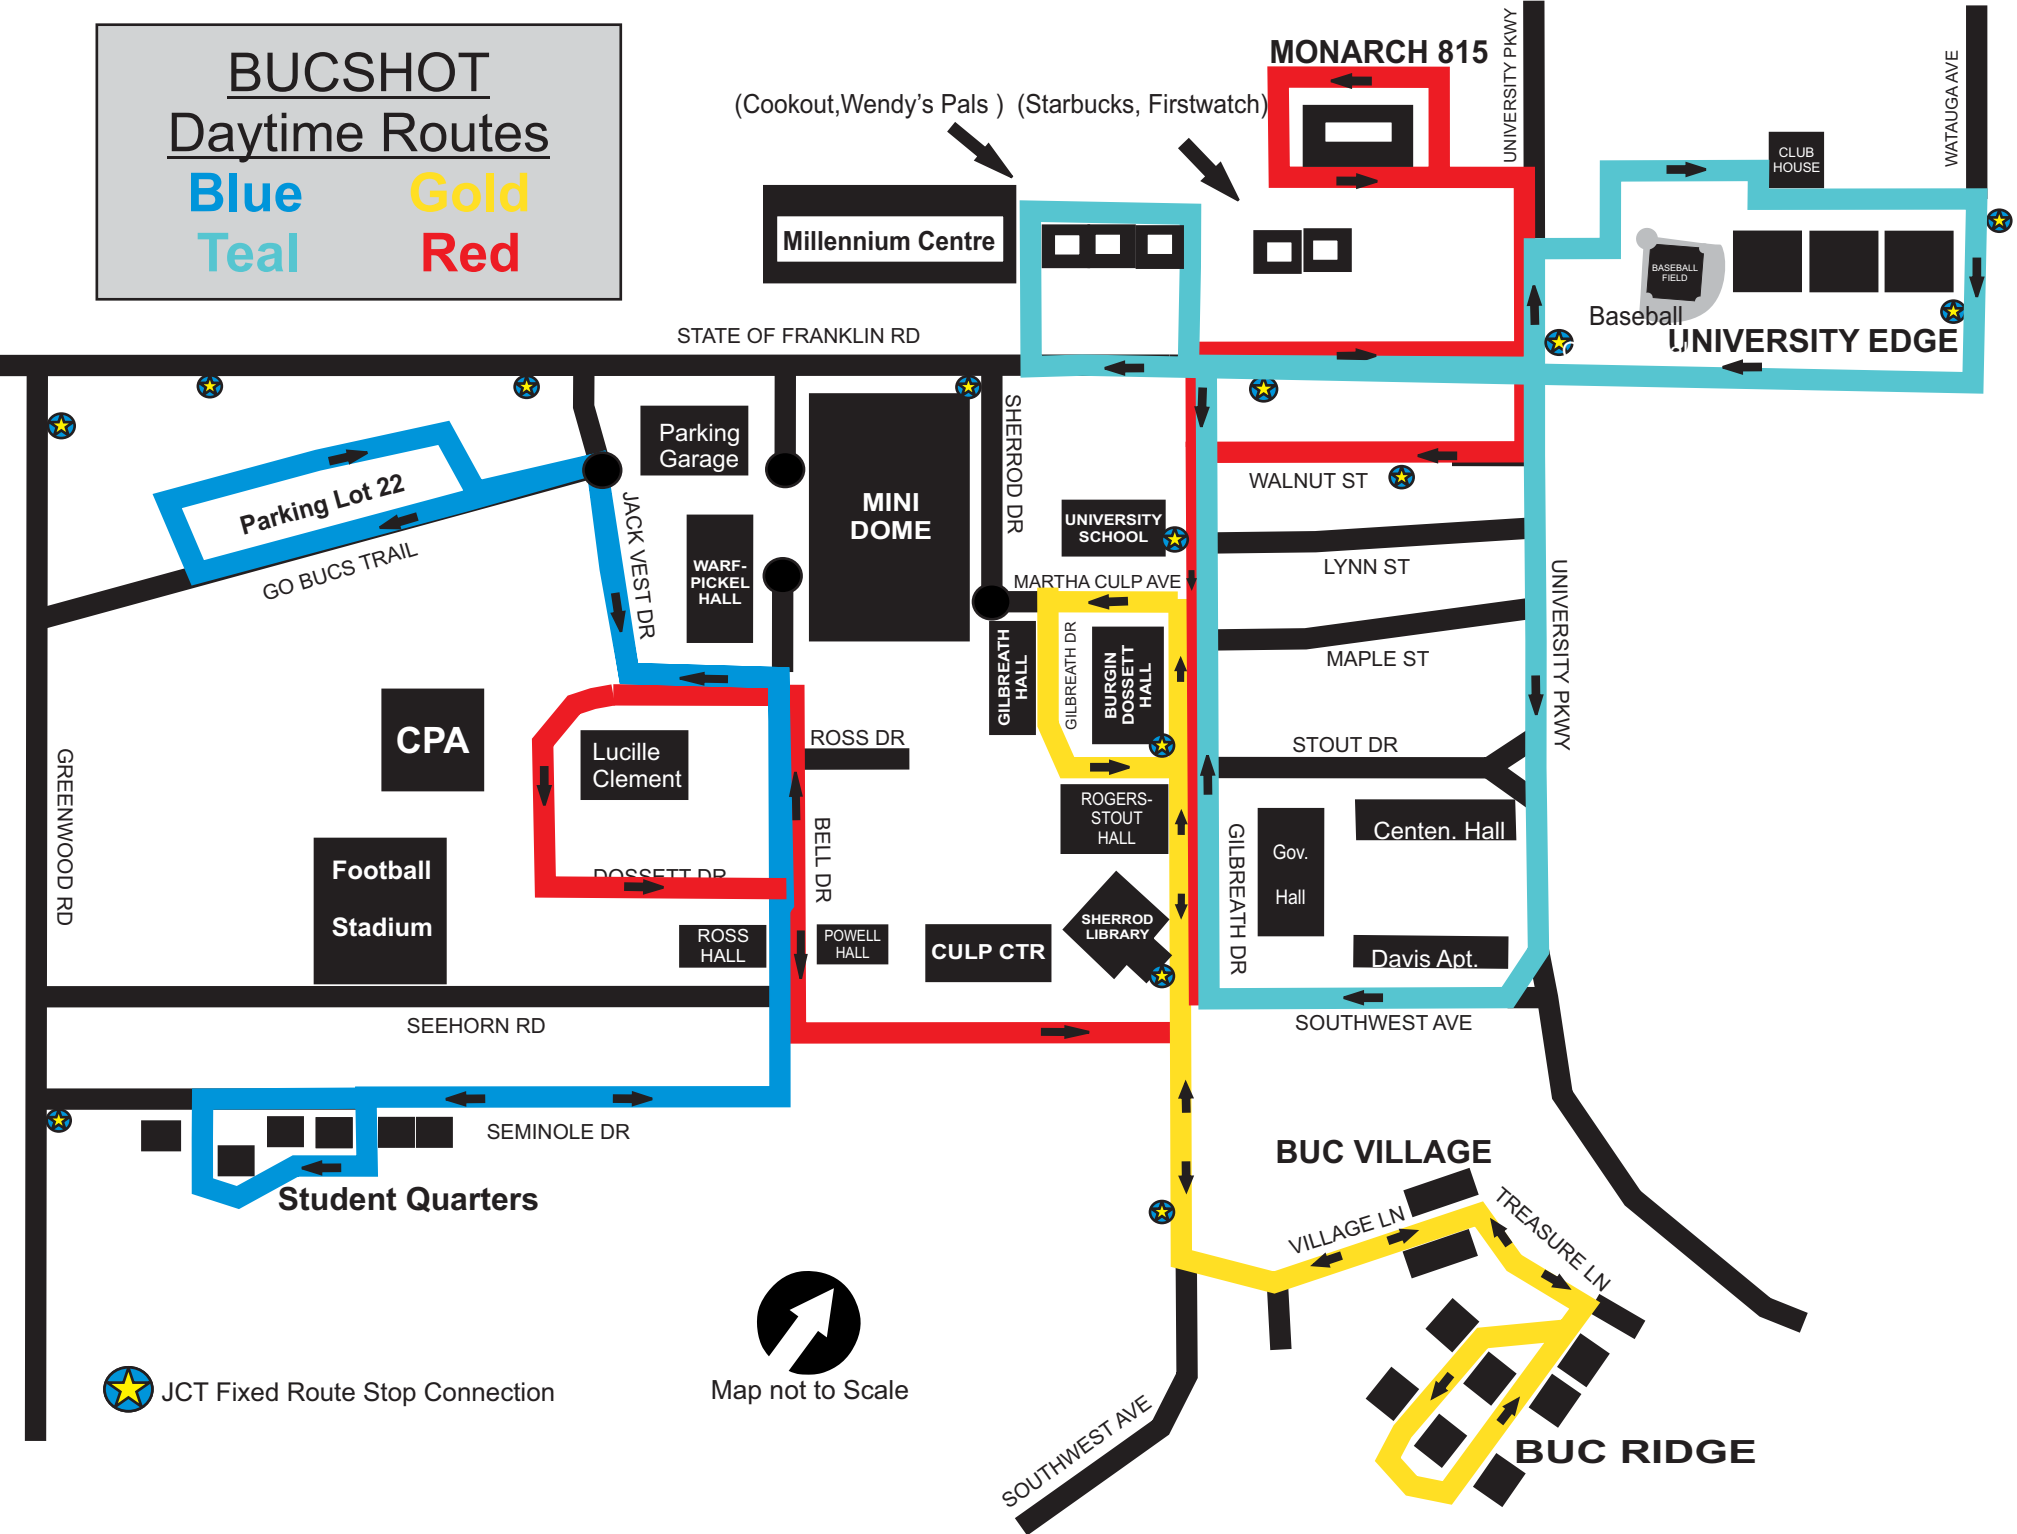 BUCSHOT
Daytime Routes
Blue Gold
Teal Red
MONARCH 815
UNIVERSITY PKWY
WATAUGA AVE
(Cookout,Wendy's Pals ) (Starbucks, Firstwatch)
CLUB
HOUSE
Millennium Centre
BASEBALL
FIELD
Baseball
UNIVERSITY EDGE
STATE OF FRANKLIN RD
Parking
Garage
SHERROD DR
Parking Lot 22
MINI
DOME
WALNUT ST
UNIVERSITY
SCHOOL
JACK VEST DR
GO BUCS TRAIL
WARF-
PICKEL
HALL
MARTHA CULP AVE
LYNN ST
UNIVERSITY PKWY
GILBREATH
HALL
GILBREATH DR
BURGIN
DOSSETT
HALL
MAPLE ST
CPA
Lucille
Clement
ROSS DR
STOUT DR
GREENWOOD RD
ROGERS-
STOUT
HALL
BELL DR
GILBREATH DR
Gov.
Hall
Centen. Hall
Football
Stadium
DOSSETT DR
SHERROD
LIBRARY
ROSS
HALL
POWELL
HALL
CULP CTR
Davis Apt.
SEEHORN RD
SOUTHWEST AVE
SEMINOLE DR
Student Quarters
BUC VILLAGE
VILLAGE LN
TREASURE LN
JCT Fixed Route Stop Connection
Map not to Scale
SOUTHWEST AVE
BUC RIDGE